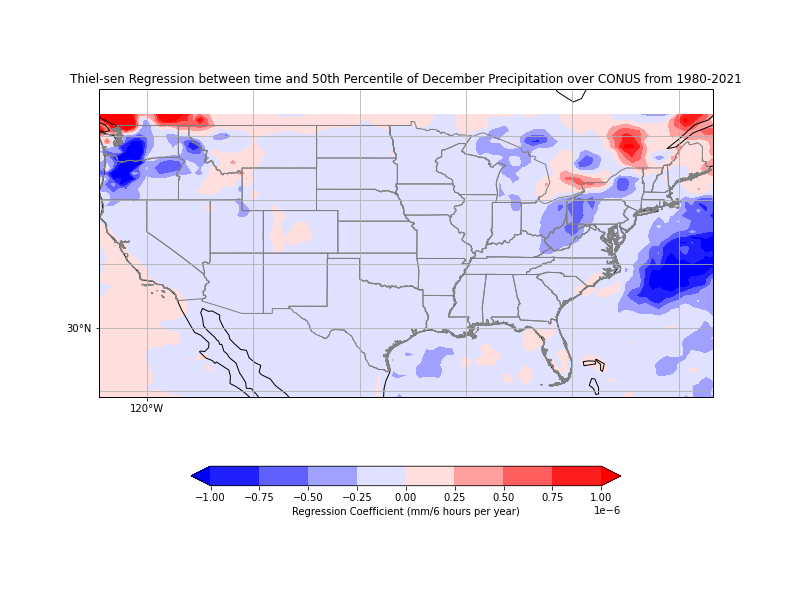 Thiel-sen Regression between time and 50th Percentile of December Precipitation over CONUS from 1980-2021
30°N
120°W
−1.00 −0.75 −0.50 −0.25 0.00 0.25 0.50 0.75 1.00
Regression Coefficient (mm/6 hours per year)
1e−6